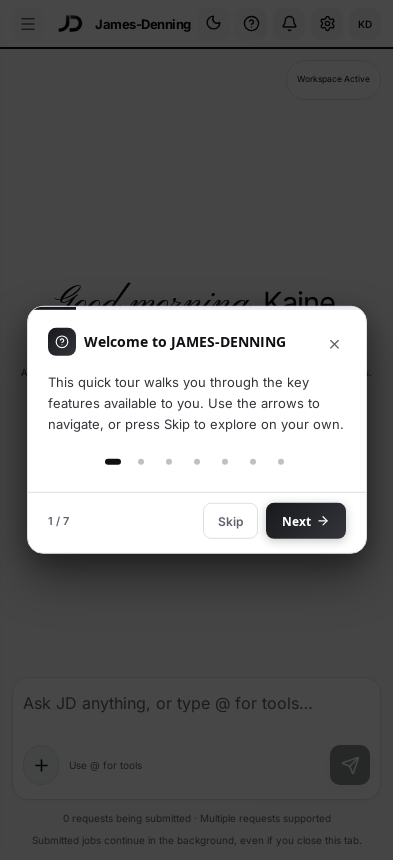 JD James-Denning KD
Workspace Active
Good morning, Kaine
Welcome to JAMES-DENNING
This quick tour walks you through the key
features available to you. Use the arrows to
navigate, or press Skip to explore on your own.
1 / 7
Skip
Next
Ask JD anything, or type @ for tools...
Use @ for tools
0 requests being submitted · Multiple requests supported
Submitted jobs continue in the background, even if you close this tab.